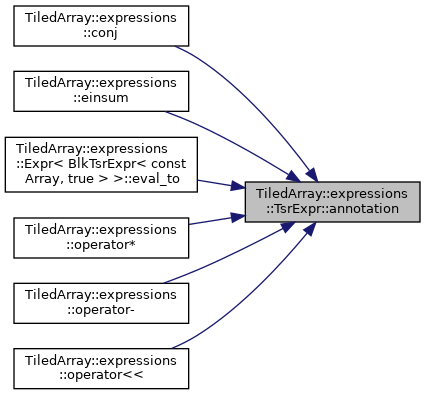 TiledArray::expressions
::conj
TiledArray::expressions
::einsum
TiledArray::expressions
::Expr< BlkTsrExpr< const
Array, true > >::eval_to
TiledArray::expressions
::TsrExpr::annotation
TiledArray::expressions
::operator*
TiledArray::expressions
::operator-
TiledArray::expressions
::operator<<